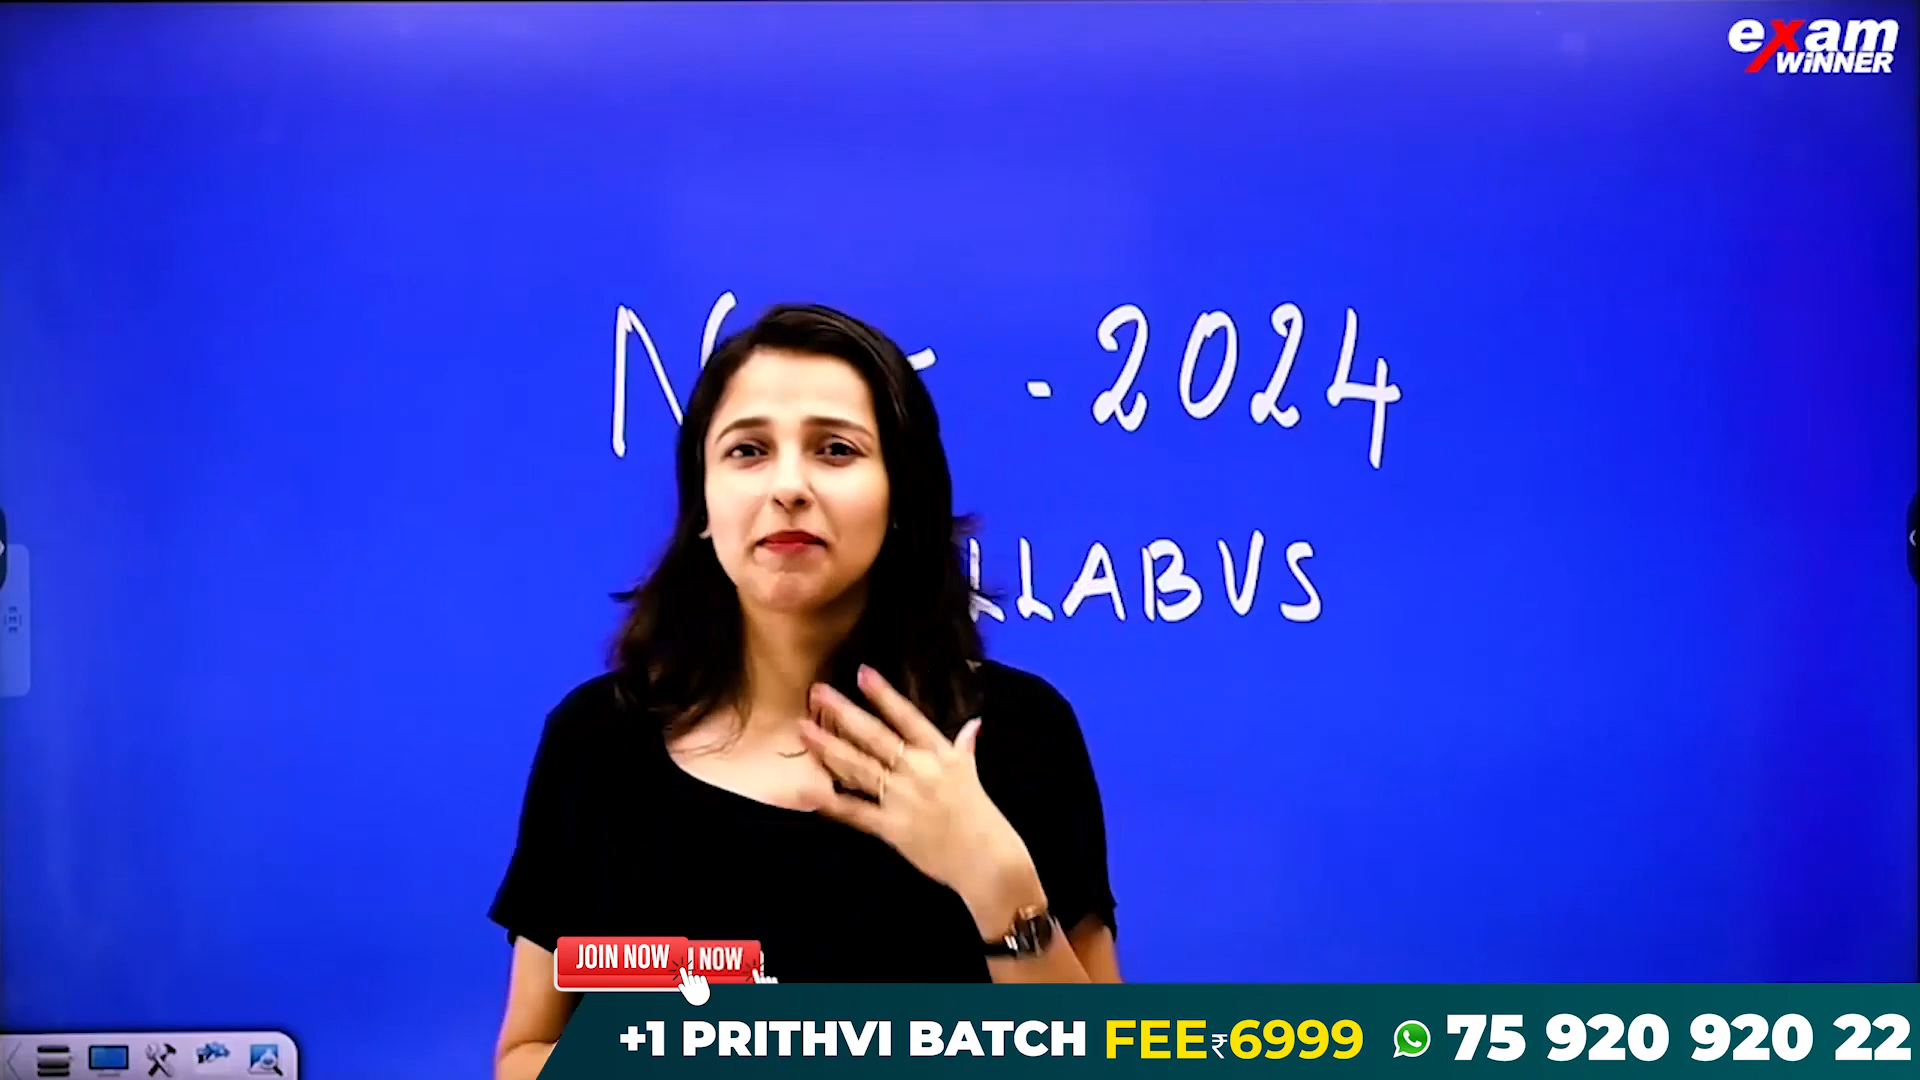 exam
WINNER
- 2024
LLABUS
JOIN NOW
NOW
+1 PRITHVI BATCH FEE ₹6999 75 920 920 22